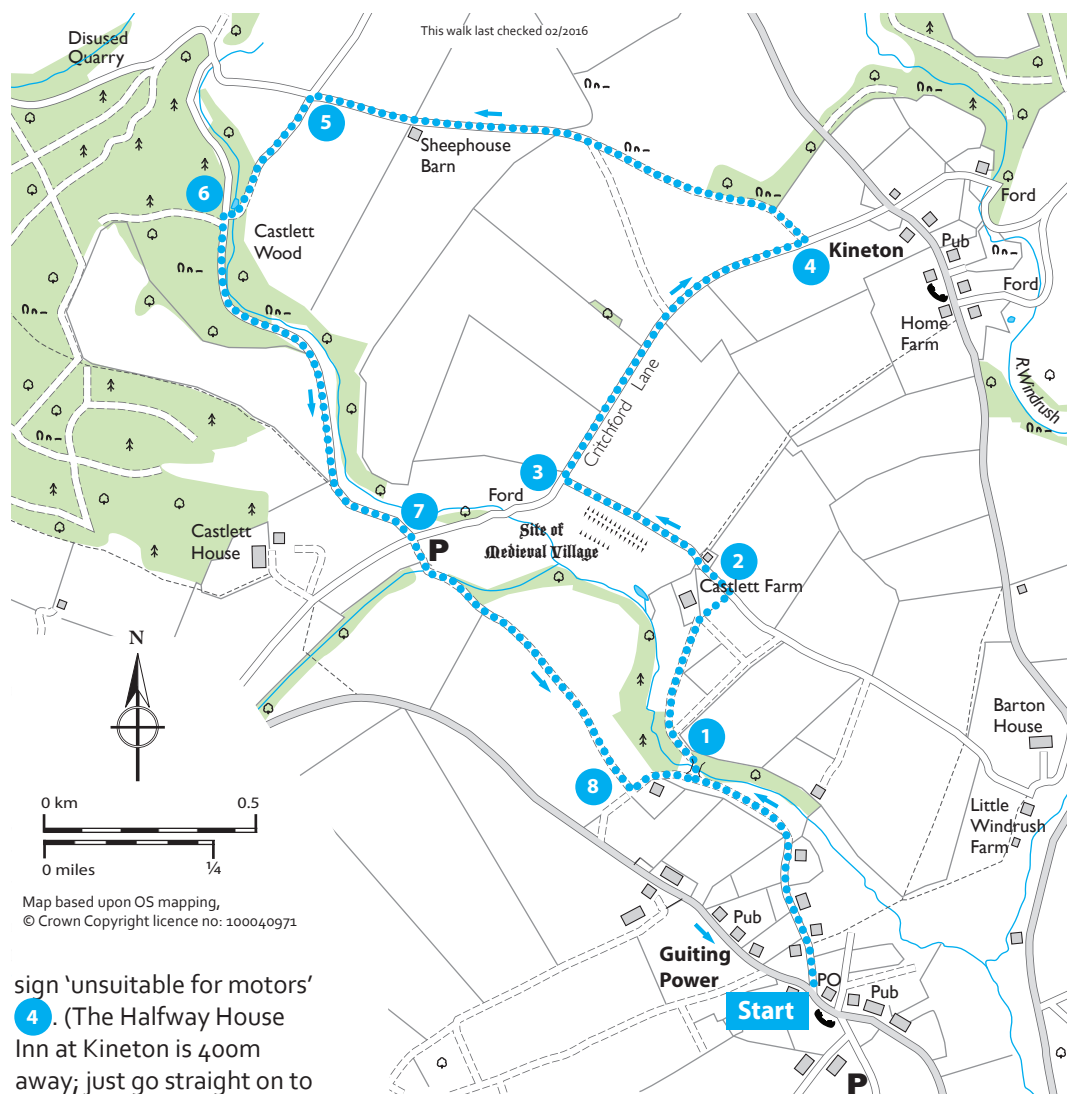 This walk last checked 02/2016
Disused
Quarry
5
Sheephouse
Barn
6
Castlett
Wood
Ford
Kineton
Pub
4
Ford
Home
Farm
R.Windrush
Critchford Lane
3
Ford
7
Site of
Medieval Village
Castlett
House
P
2
Castlett Farm
N
1
Barton
House
8
0 km 0.5
0 miles ¼
Little
Windrush
Farm
Map based upon OS mapping,
© Crown Copyright licence no: 100040971
Pub
Guiting
Power
PO
Pub
Start
P
sign ‘unsuitable for motors’
4. (The Halfway House
Inn at Kineton is 400m
away; just go straight on to